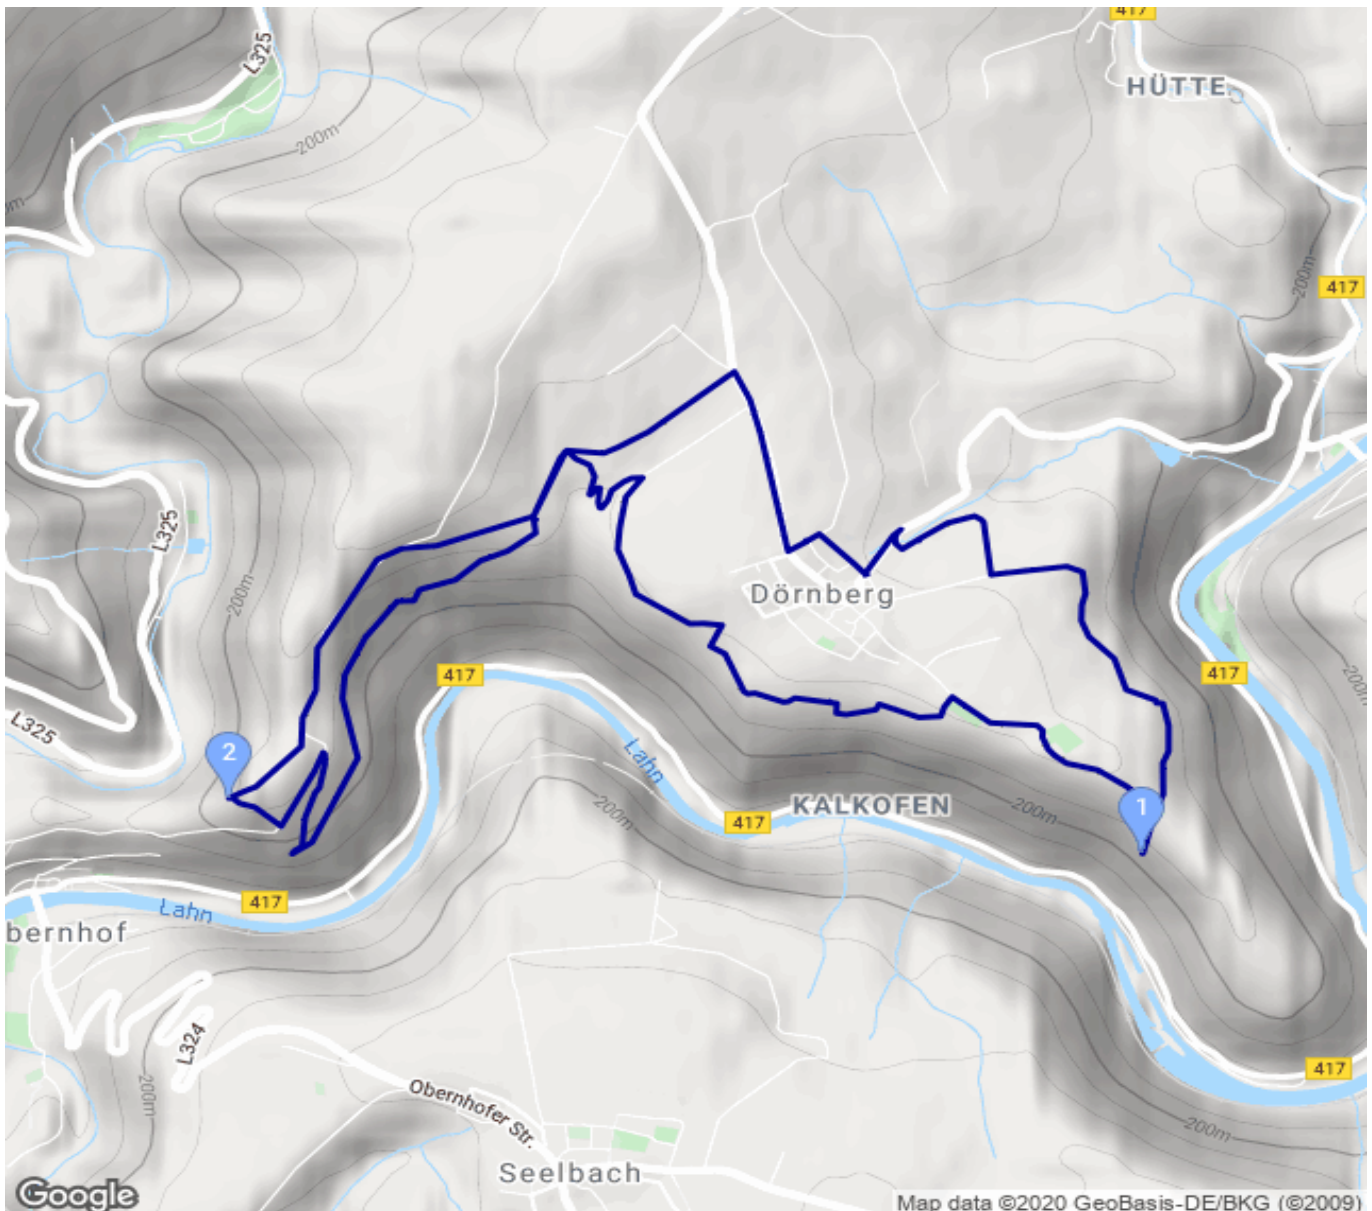 417
L325
HÜTTE
200m
m
200m
417
L325
Dörnberg
200m
417
417
200m
L325
2
Lahn
1
200m
KALKOFEN
417
200m
417
Lahn
bernhof
L324
200m
Obernhofer Str.
417
200m
Seelbach
Google
Map data ©2020 GeoBasis-DE/BKG (©2009)